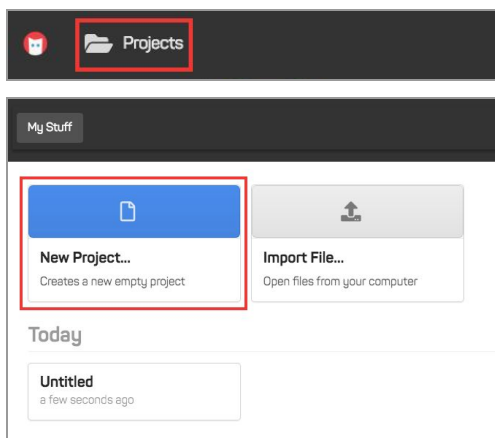 Projects
My Stuff
New Project...
Creates a new empty project
Import File...
Open files from your computer
Today
Untitled
a few seconds ago